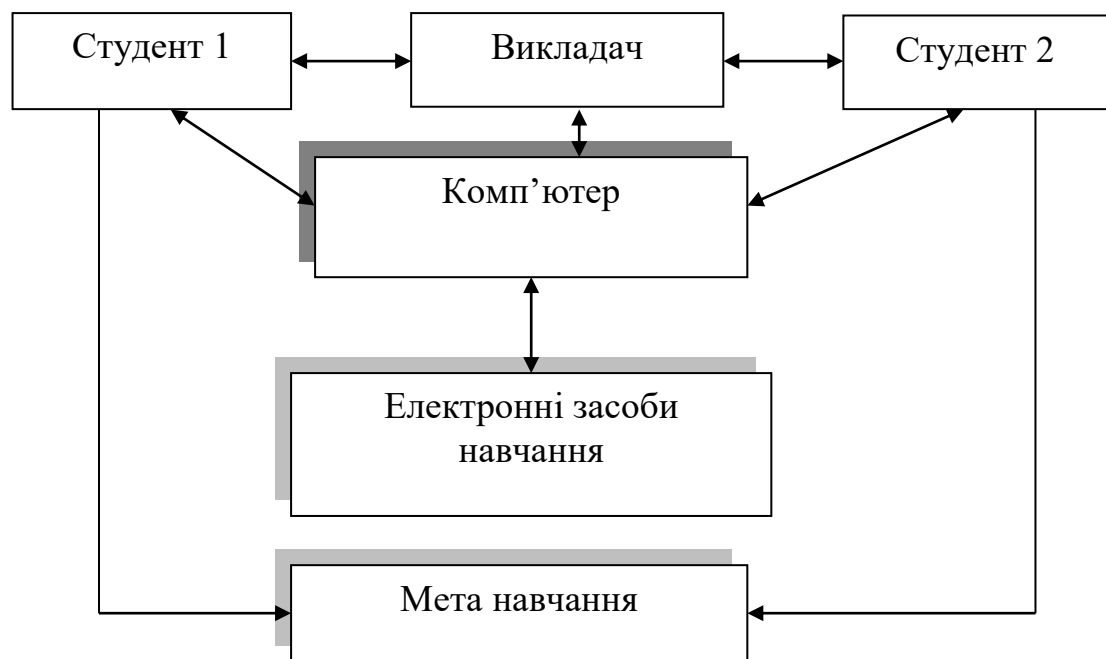 Студент 1
Викладач
Студент 2
Комп’ютер
Електронні засоби
навчання
Мета навчання